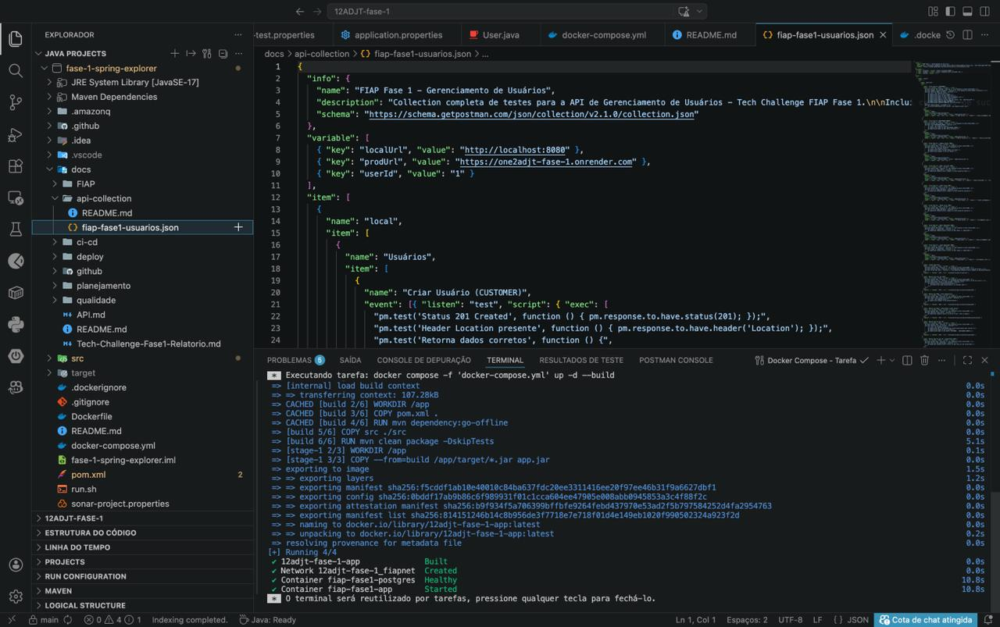 12ADJT-fase-1
EXPLORADOR
JAVA PROJECTS
fase-1-spring-explorer
JRE System Library [JavaSE-17]
Maven Dependencies
.amazonq
.github
.idea
.vscode
docs
FIAP
api-collection
README.md
fiap-fase1-usuarios.json
ci-cd
deploy
github
planejamento
qualidade
API.md
README.md
Tech-Challenge-Fase1-Relatorio.md
src
target
.dockerignore
.gitignore
Dockerfile
README.md
docker-compose.yml
fase-1-spring-explorer.iml
pom.xml 2
run.sh
sonar-project.properties
12ADJT-FASE-1
ESTRUTURA DO CÓDIGO
LINHA DO TEMPO
PROJECTS
RUN CONFIGURATION
MAVEN
LOGICAL STRUCTURE
-test.properties application.properties User.java docker-compose.yml README.md fiap-fase1-usuarios.json .docke
docs > api-collection > {} fiap-fase1-usuarios.json > ...
1 {
2 "info": {
3 "name": "FIAP Fase 1 - Gerenciamento de Usuários",
4 "description": "Collection completa de testes para a API de Gerenciamento de Usuários - Tech Challenge FIAP Fase 1.\n\nInclui
5 "schema": "https://schema.getpostman.com/json/collection/v2.1.0/collection.json"
6 },
7 "variable": [
8 { "key": "localUrl", "value": "http://localhost:8080" },
9 { "key": "prodUrl", "value": "https://one2adjt-fase-1.onrender.com" },
10 { "key": "userId", "value": "1" }
11 ],
12 "item": [
13 {
14 "name": "local",
15 "item": [
16 {
17 "name": "Usuários",
18 "item": [
19 {
20 "name": "Criar Usuário (CUSTOMER)",
21 "event": [{ "listen": "test", "script": { "exec": [
22 "pm.test('Status 201 Created', function () { pm.response.to.have.status(201); });",
23 "pm.test('Header Location presente', function () { pm.response.to.have.header('Location'); });",
24 "pm.test('Retorna dados corretos', function () {",
PROBLEMAS 5 SAÍDA CONSOLE DE DEPURAÇÃO TERMINAL RESULTADOS DE TESTE POSTMAN CONSOLE Docker Compose - Tarefa
* Executando tarefa: docker compose -f 'docker-compose.yml' up -d --build
=> [internal] load build context 0.0s
=> => transferring context: 107.28kB 0.0s
=> CACHED [build 2/6] WORKDIR /app 0.0s
=> CACHED [build 3/6] COPY pom.xml . 0.0s
=> CACHED [build 4/6] RUN mvn dependency:go-offline 0.0s
=> [build 5/6] COPY src ./src 0.0s
=> [build 6/6] RUN mvn clean package -DskipTests 5.1s
=> [stage-1 2/3] WORKDIR /app 0.1s
=> [stage-1 3/3] COPY --from=build /app/target/*.jar app.jar 0.0s
=> exporting to image 1.5s
=> => exporting layers 1.2s
=> => exporting manifest sha256:f5cddf1ab10e40010c84ba637fdc20ee3311416ee20f97ee46b31f9a6627dbf1 0.0s
=> => exporting config sha256:0bddf17ab9b86c6f989931f01c1cca604ee47905e008abb0945853a3c4f88f2c 0.0s
=> => exporting attestation manifest sha256:b9f934f5a706399bffbfe9264febd437970e53ad2f5b797584252d4fa2954763 0.0s
=> => exporting manifest list sha256:814151246b14c8b956de3f7718e7e718f01d4e149eb1020f990502324a923f2d 0.0s
=> => naming to docker.io/library/12adjt-fase-1-app:latest 0.0s
=> => unpacking to docker.io/library/12adjt-fase-1-app:latest 0.2s
=> resolving provenance for metadata file 0.0s
[+] Running 4/4
✔ 12adjt-fase-1-app Built 0.0s
✔ Network 12adjt-fase-1_fiapnet Created 0.0s
✔ Container fiap-fase1-postgres Healthy 10.8s
✔ Container fiap-fase1-app Started 10.8s
* O terminal será reutilizado por tarefas, pressione qualquer tecla para fechá-lo.
main 0 4 1 Indexing completed. Java: Ready Ln 1, Col 1 Espaços: 2 UTF-8 LF {} JSON Cota de chat atingida